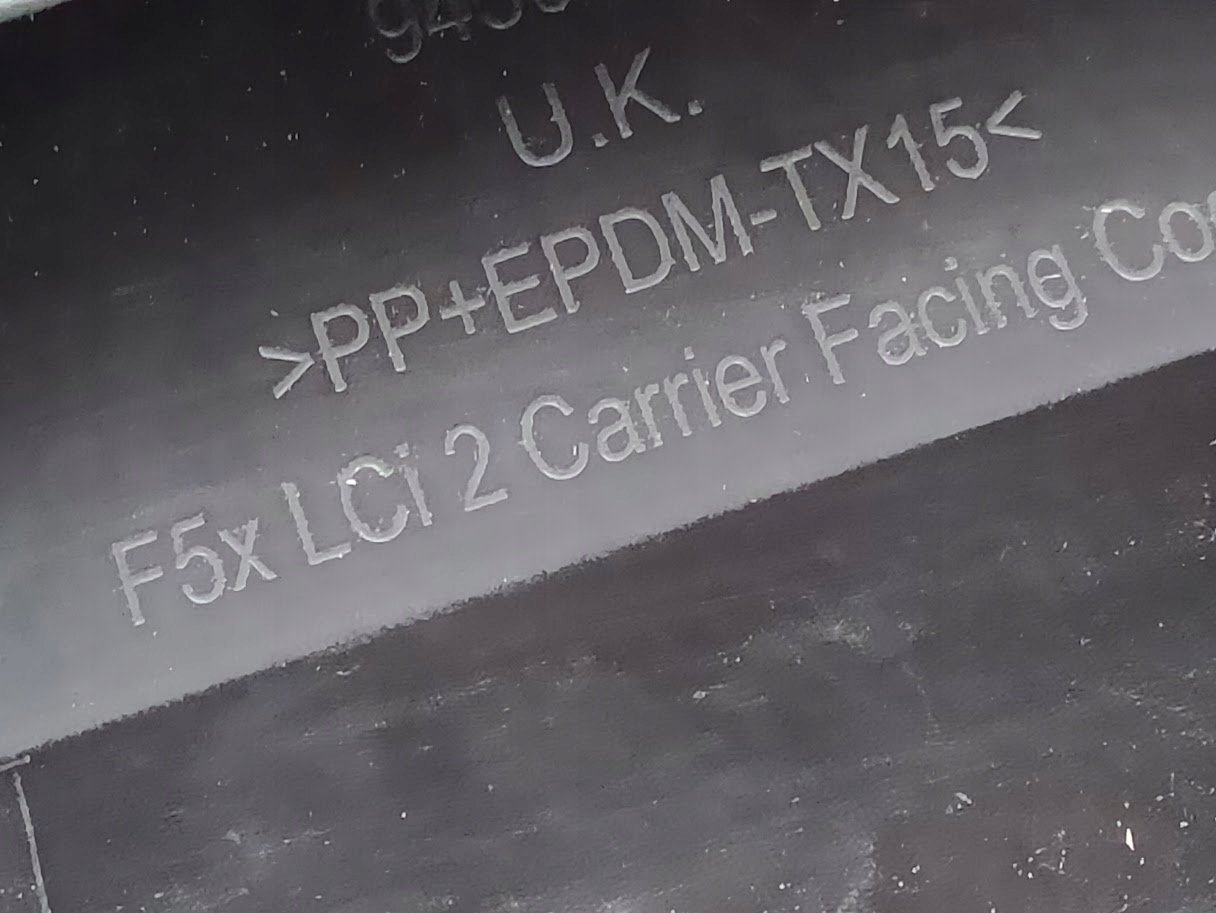 U.K.
>PP+EPDM-TX15<
F5x LCi 2 Carrier Facing